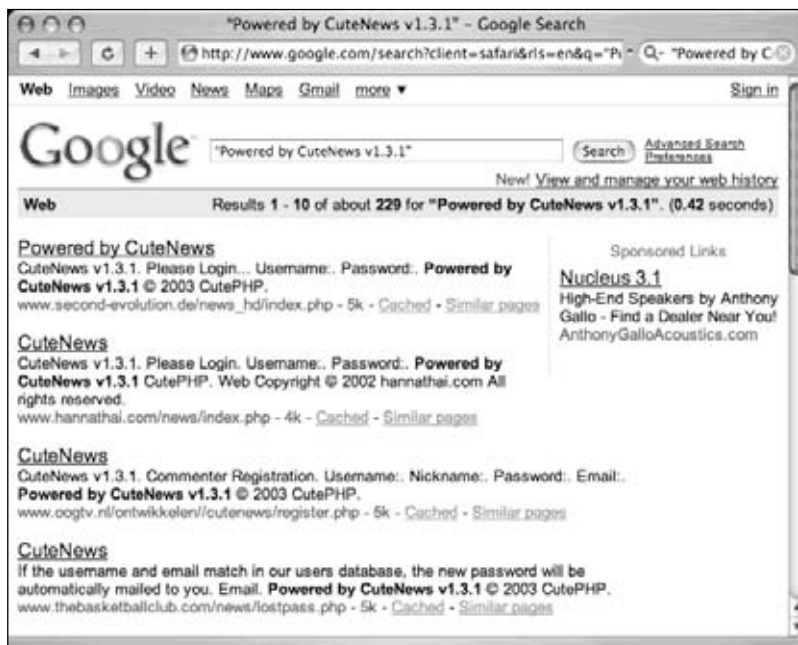 "Powered by CuteNews v1.3.1" - Google Search
http://www.google.com/search?client=safari&rls=en&q="P
Q- "Powered by C
Web Images Video News Maps Gmail more ▼ Sign in
Google
"Powered by CuteNews v1.3.1"
Search
Advanced Search
Preferences
New! View and manage your web history
Web Results 1 - 10 of about 229 for "Powered by CuteNews v1.3.1". (0.42 seconds)
Powered by CuteNews
CuteNews v1.3.1. Please Login... Username:. Password:. Powered by
CuteNews v1.3.1 © 2003 CutePHP.
www.second-evolution.de/news_hd/index.php - 5k - Cached - Similar pages
CuteNews
CuteNews v1.3.1. Please Login. Username:. Password:. Powered by
CuteNews v1.3.1 CutePHP. Web Copyright © 2002 hannathai.com All
rights reserved.
www.hannathai.com/news/index.php - 4k - Cached - Similar pages
CuteNews
CuteNews v1.3.1. Commenter Registration. Username:. Nickname:. Password:. Email:.
Powered by CuteNews v1.3.1 © 2003 CutePHP.
www.oogtv.nl/ontwikkelen//cutenews/register.php - 5k - Cached - Similar pages
CuteNews
If the username and email match in our users database, the new password will be
automatically mailed to you. Email. Powered by CuteNews v1.3.1 © 2003 CutePHP.
www.thebasketballclub.com/news/lostpass.php - 5k - Cached - Similar pages
Sponsored Links
Nucleus 3.1
High-End Speakers by Anthony
Gallo - Find a Dealer Near You!
AnthonyGalloAcoustics.com